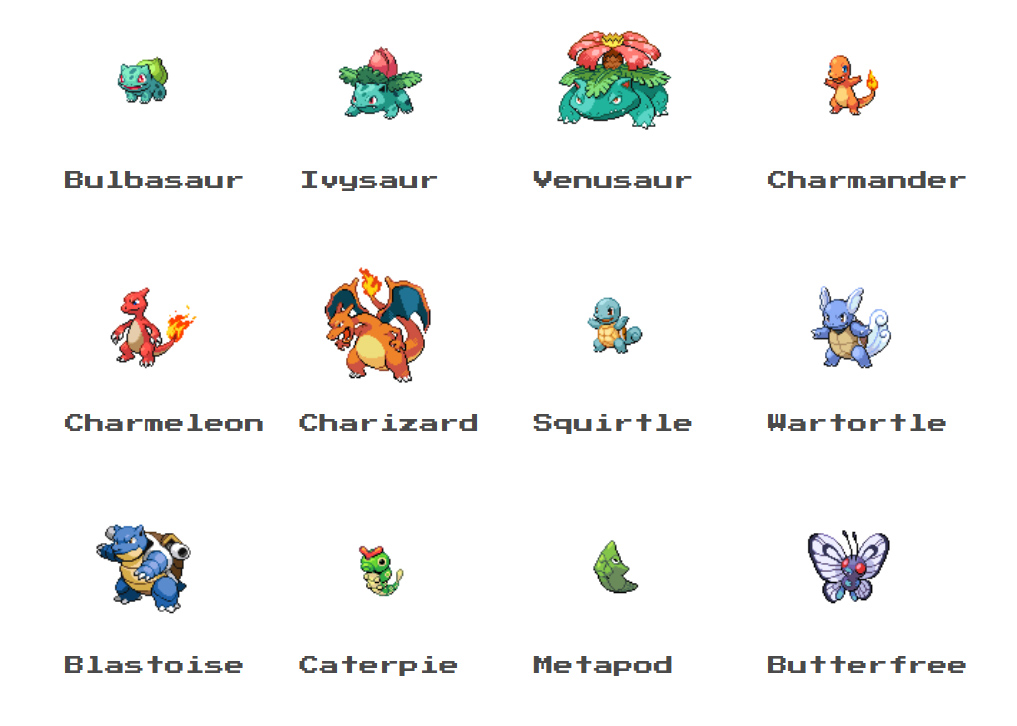 Bulbasaur Ivysaur Venusaur Charmander
Charmeleon Charizard Squirtle Wartortle
Blastoise Caterpie Metapod Butterfree